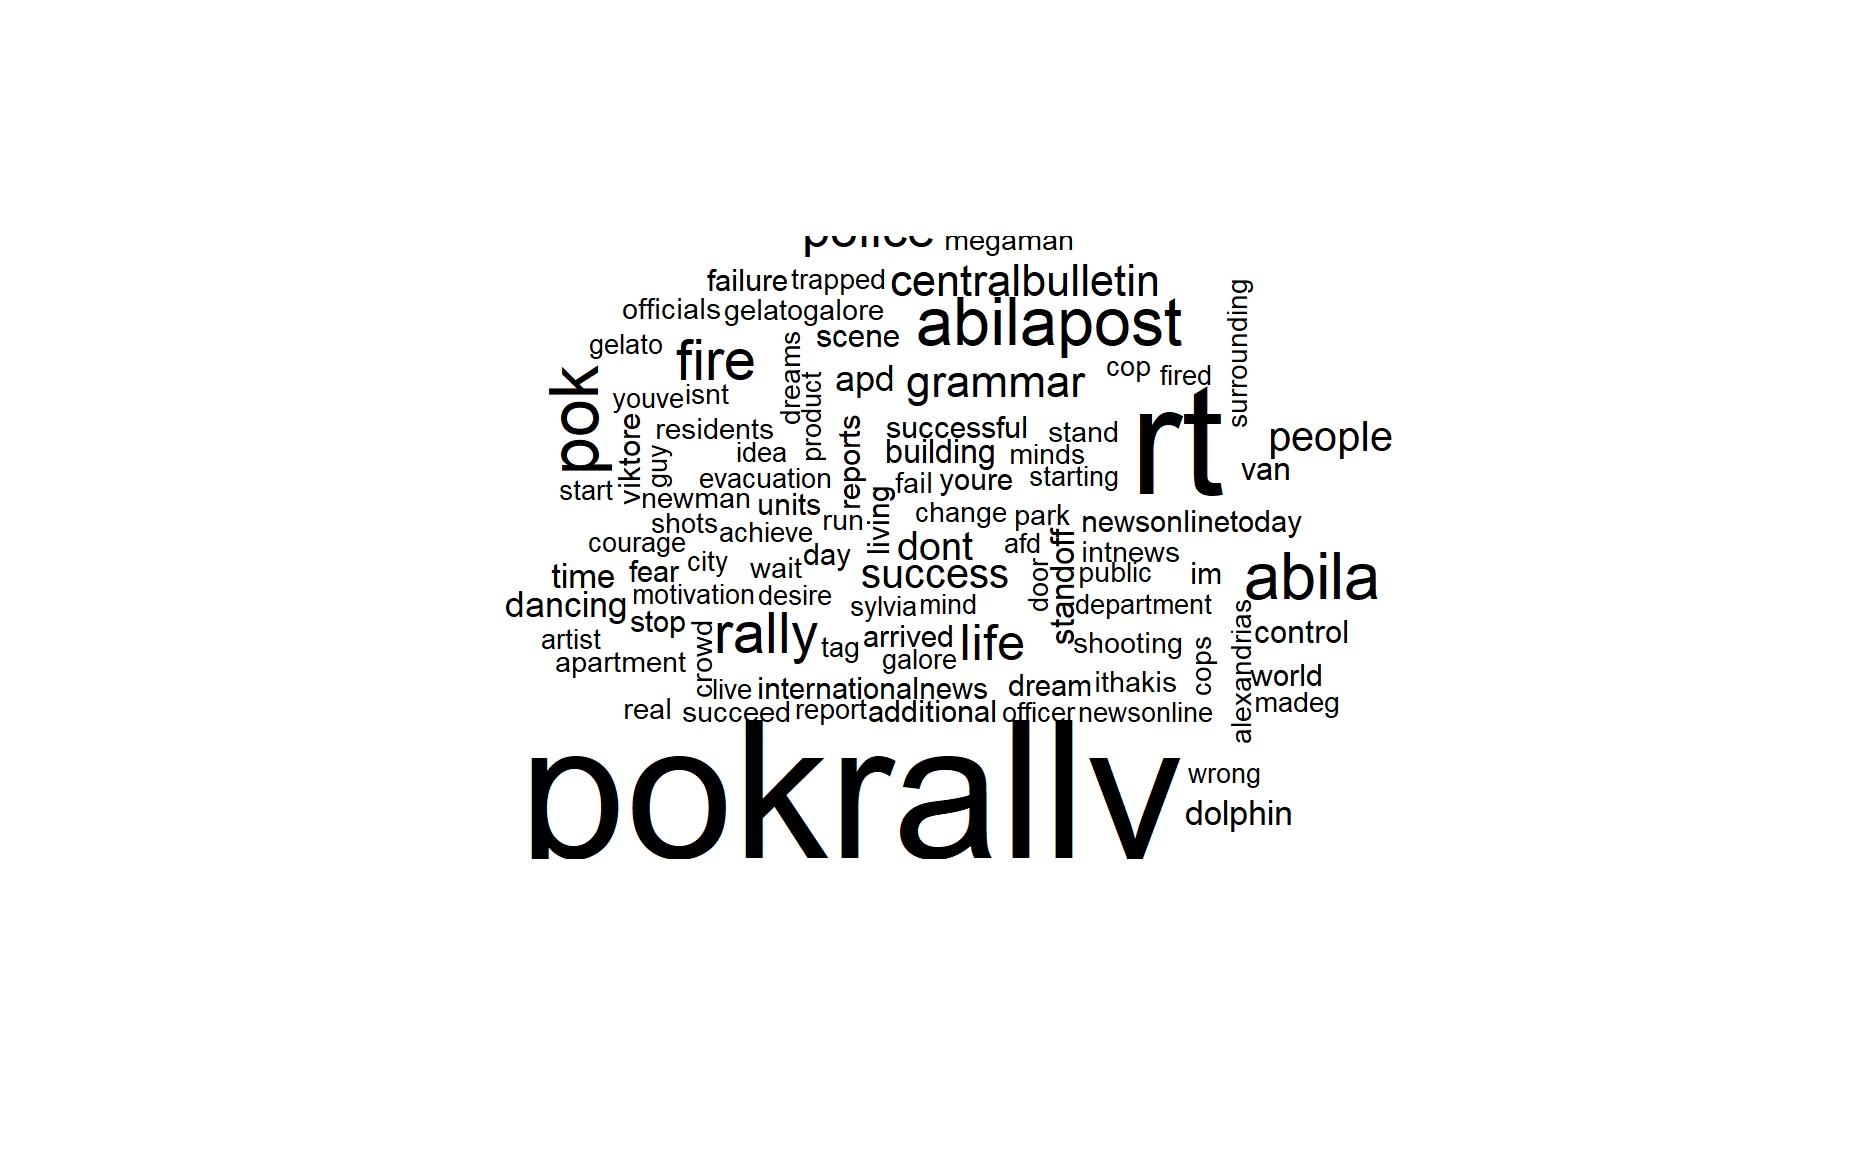 police megaman
failure trapped centralbulletin
officials gelatogalore
scene abilapost
surrounding
gelato fire
dreams
pok
apd grammar cop fired
product
youve isnt
rt
residents
viktore
guy
idea
reports
successful stand
people
building minds
van
evacuation
fail youre starting
start
newman units
living
shots achieve run
change park newsonlinetoday
courage
city wait day
dont afd
standoff
intnews
time fear
success
door
public im abila
dancing motivation desire
sylvia mind
department
alexandrias
artist stop
crowd
rally tag arrived life
shooting
cops
control
apartment
galore
live internationalnews dream ithakis
world
real succeed report additional officer newsonline
madeg
pokrally
wrong
dolphin